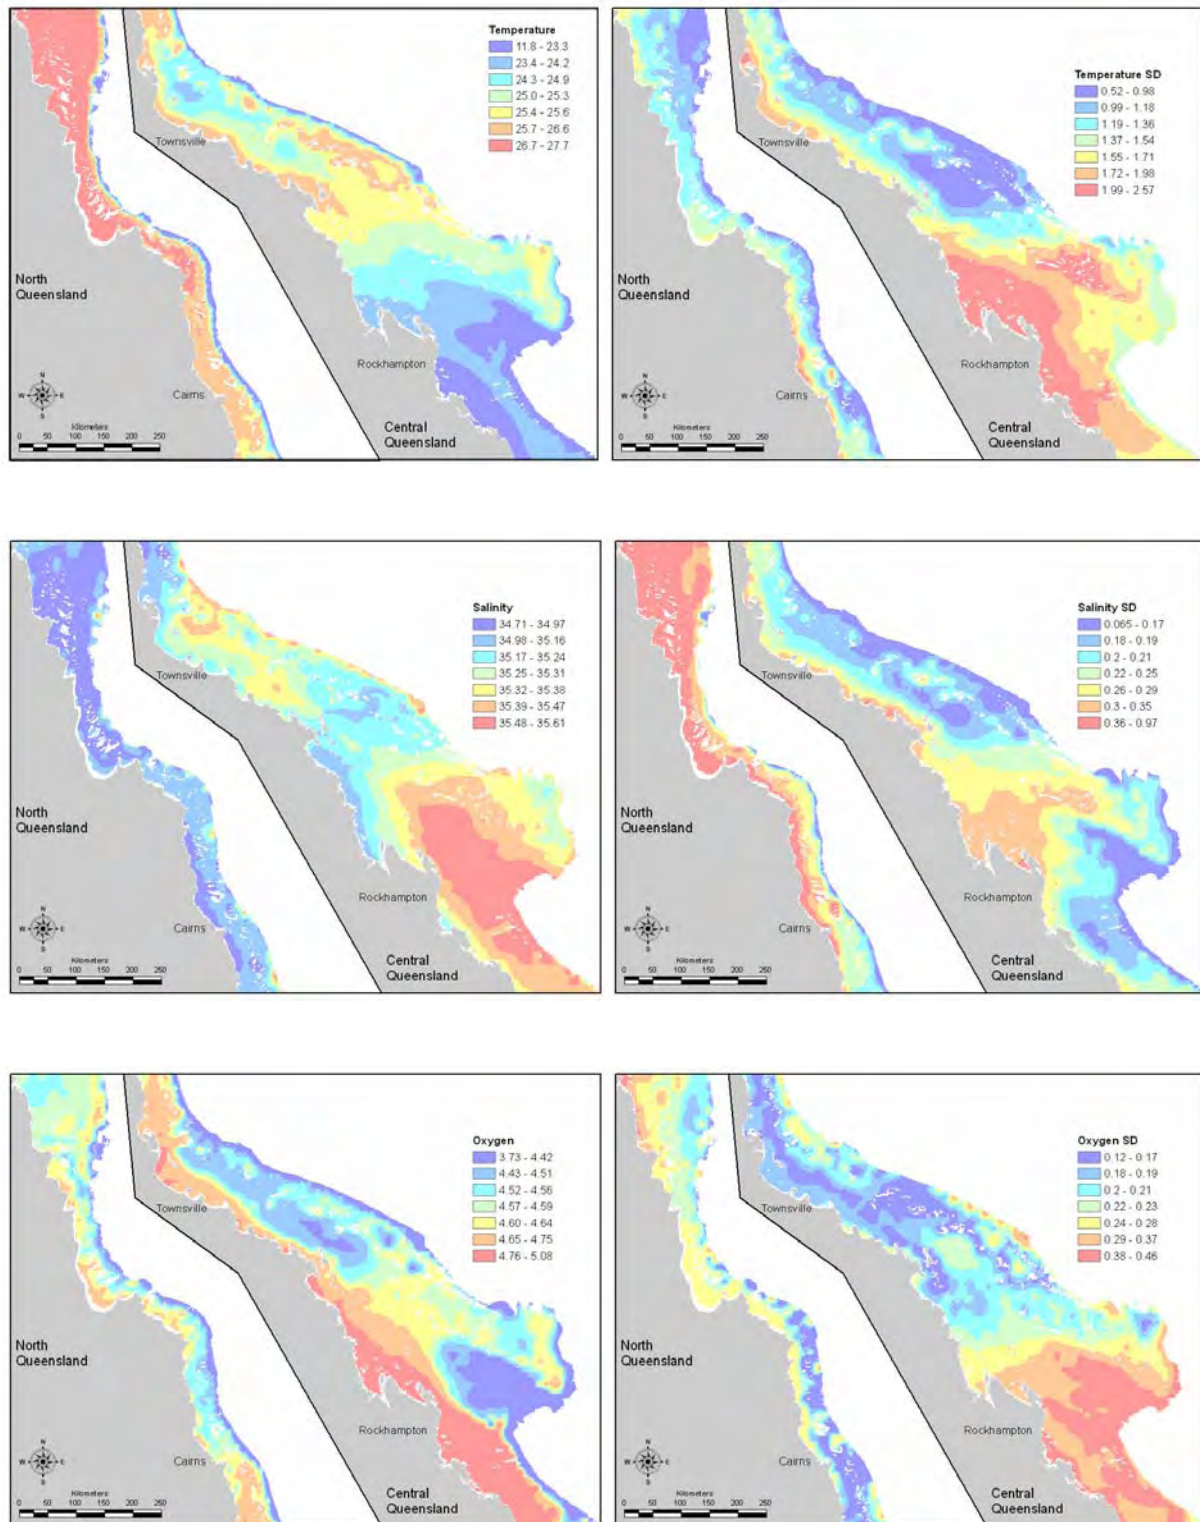 Temperature
11.8 - 23.3
23.4 - 24.2
24.3 - 24.9
25.0 - 25.3
25.4 - 25.6
25.7 - 26.6
26.7 - 27.7
Townsville
North
Queensland
Rockhampton
Cairns
Central
Queensland
N
W E
S
Kilometers
0 25 50 100 150 200 250
Temperature SD
0.52 - 0.98
0.99 - 1.18
1.19 - 1.36
1.37 - 1.54
1.55 - 1.71
1.72 - 1.98
1.99 - 2.57
Townsville
North
Queensland
Rockhampton
Cairns
Central
Queensland
N
W E
S
Kilometers
0 25 50 100 150 200 250
Salinity
34.71 - 34.97
34.98 - 35.16
35.17 - 35.24
35.25 - 35.31
35.32 - 35.38
35.39 - 35.47
35.48 - 35.61
Townsville
North
Queensland
Rockhampton
Cairns
Central
Queensland
N
W E
S
Kilometers
0 25 50 100 150 200 250
Salinity SD
0.065 - 0.17
0.18 - 0.19
0.2 - 0.21
0.22 - 0.25
0.26 - 0.29
0.3 - 0.35
0.36 - 0.97
Townsville
North
Queensland
Rockhampton
Cairns
Central
Queensland
N
W E
S
Kilometers
0 25 50 100 150 200 250
Oxygen
3.73 - 4.42
4.43 - 4.51
4.52 - 4.56
4.57 - 4.59
4.60 - 4.64
4.65 - 4.75
4.76 - 5.08
Townsville
North
Queensland
Rockhampton
Cairns
Central
Queensland
N
W E
S
Kilometers
0 25 50 100 150 200 250
Oxygen SD
0.12 - 0.17
0.18 - 0.19
0.2 - 0.21
0.22 - 0.23
0.24 - 0.28
0.29 - 0.37
0.38 - 0.46
Townsville
North
Queensland
Rockhampton
Cairns
Central
Queensland
N
W E
S
Kilometers
0 25 50 100 150 200 250